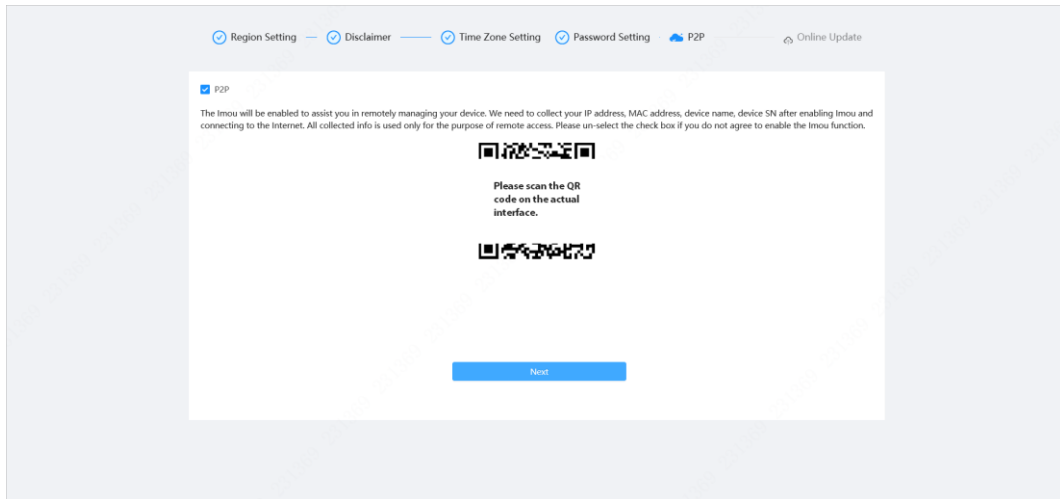 Region Setting Disclaimer Time Zone Setting Password Setting P2P Online Update
P2P
The Imou will be enabled to assist you in remotely managing your device. We need to collect your IP address, MAC address, device name, device SN after enabling Imou and
connecting to the Internet. All collected info is used only for the purpose of remote access. Please un-select the check box if you do not agree to enable the Imou function.
Please scan the QR
code on the actual
interface.
Next